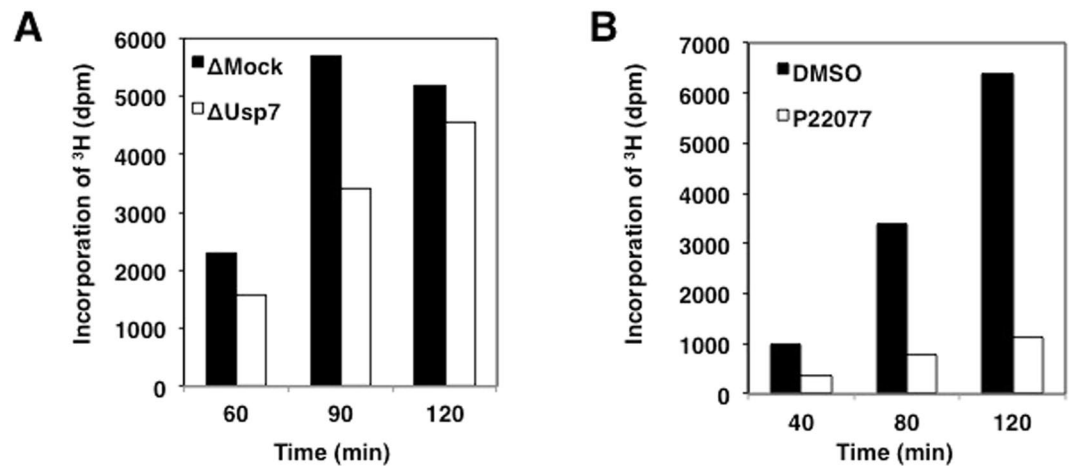 A
Incorporation of ³H (dpm)
6000
5000
4000
3000
2000
1000
0
ΔMock
ΔUsp7
60 90 120
Time (min)
B
Incorporation of ³H (dpm)
7000
6000
5000
4000
3000
2000
1000
0
DMSO
P22077
40 80 120
Time (min)